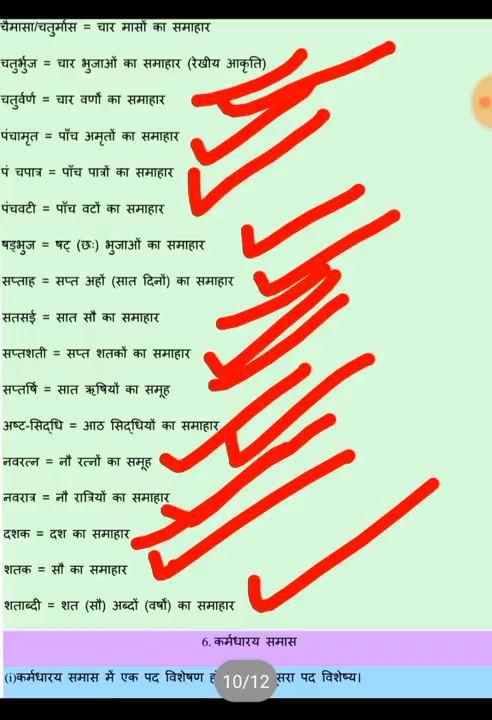 चैमासा/चतुर्मास = चार मासों का समाहार
चतुर्भुज = चार भुजाओं का समाहार (रेखीय आकृति)
चतुर्वर्ण = चार वर्णों का समाहार
पंचामृत = पाँच अमृतों का समाहार
पं चपात्र = पाँच पात्रों का समाहार
पंचवटी = पाँच वटों का समाहार
षड्भुज = षट् (छः) भुजाओं का समाहार
सप्ताह = सप्त अहों (सात दिनों) का समाहार
सतसई = सात सौ का समाहार
सप्तशती = सप्त शतकों का समाहार
सप्तर्षि = सात ऋषियों का समूह
अष्ट-सिद्धि = आठ सिद्धियों का समाहार
नवरत्न = नौ रत्नों का समूह
नवरात्र = नौ रात्रियों का समाहार
दशक = दश का समाहार
शतक = सौ का समाहार
शताब्दी = शत (सौ) अब्दों (वर्षों) का समाहार
6. कर्मधारय समास
(i)कर्मधारय समास में एक पद विशेषण पद विशेष्य।
10/12